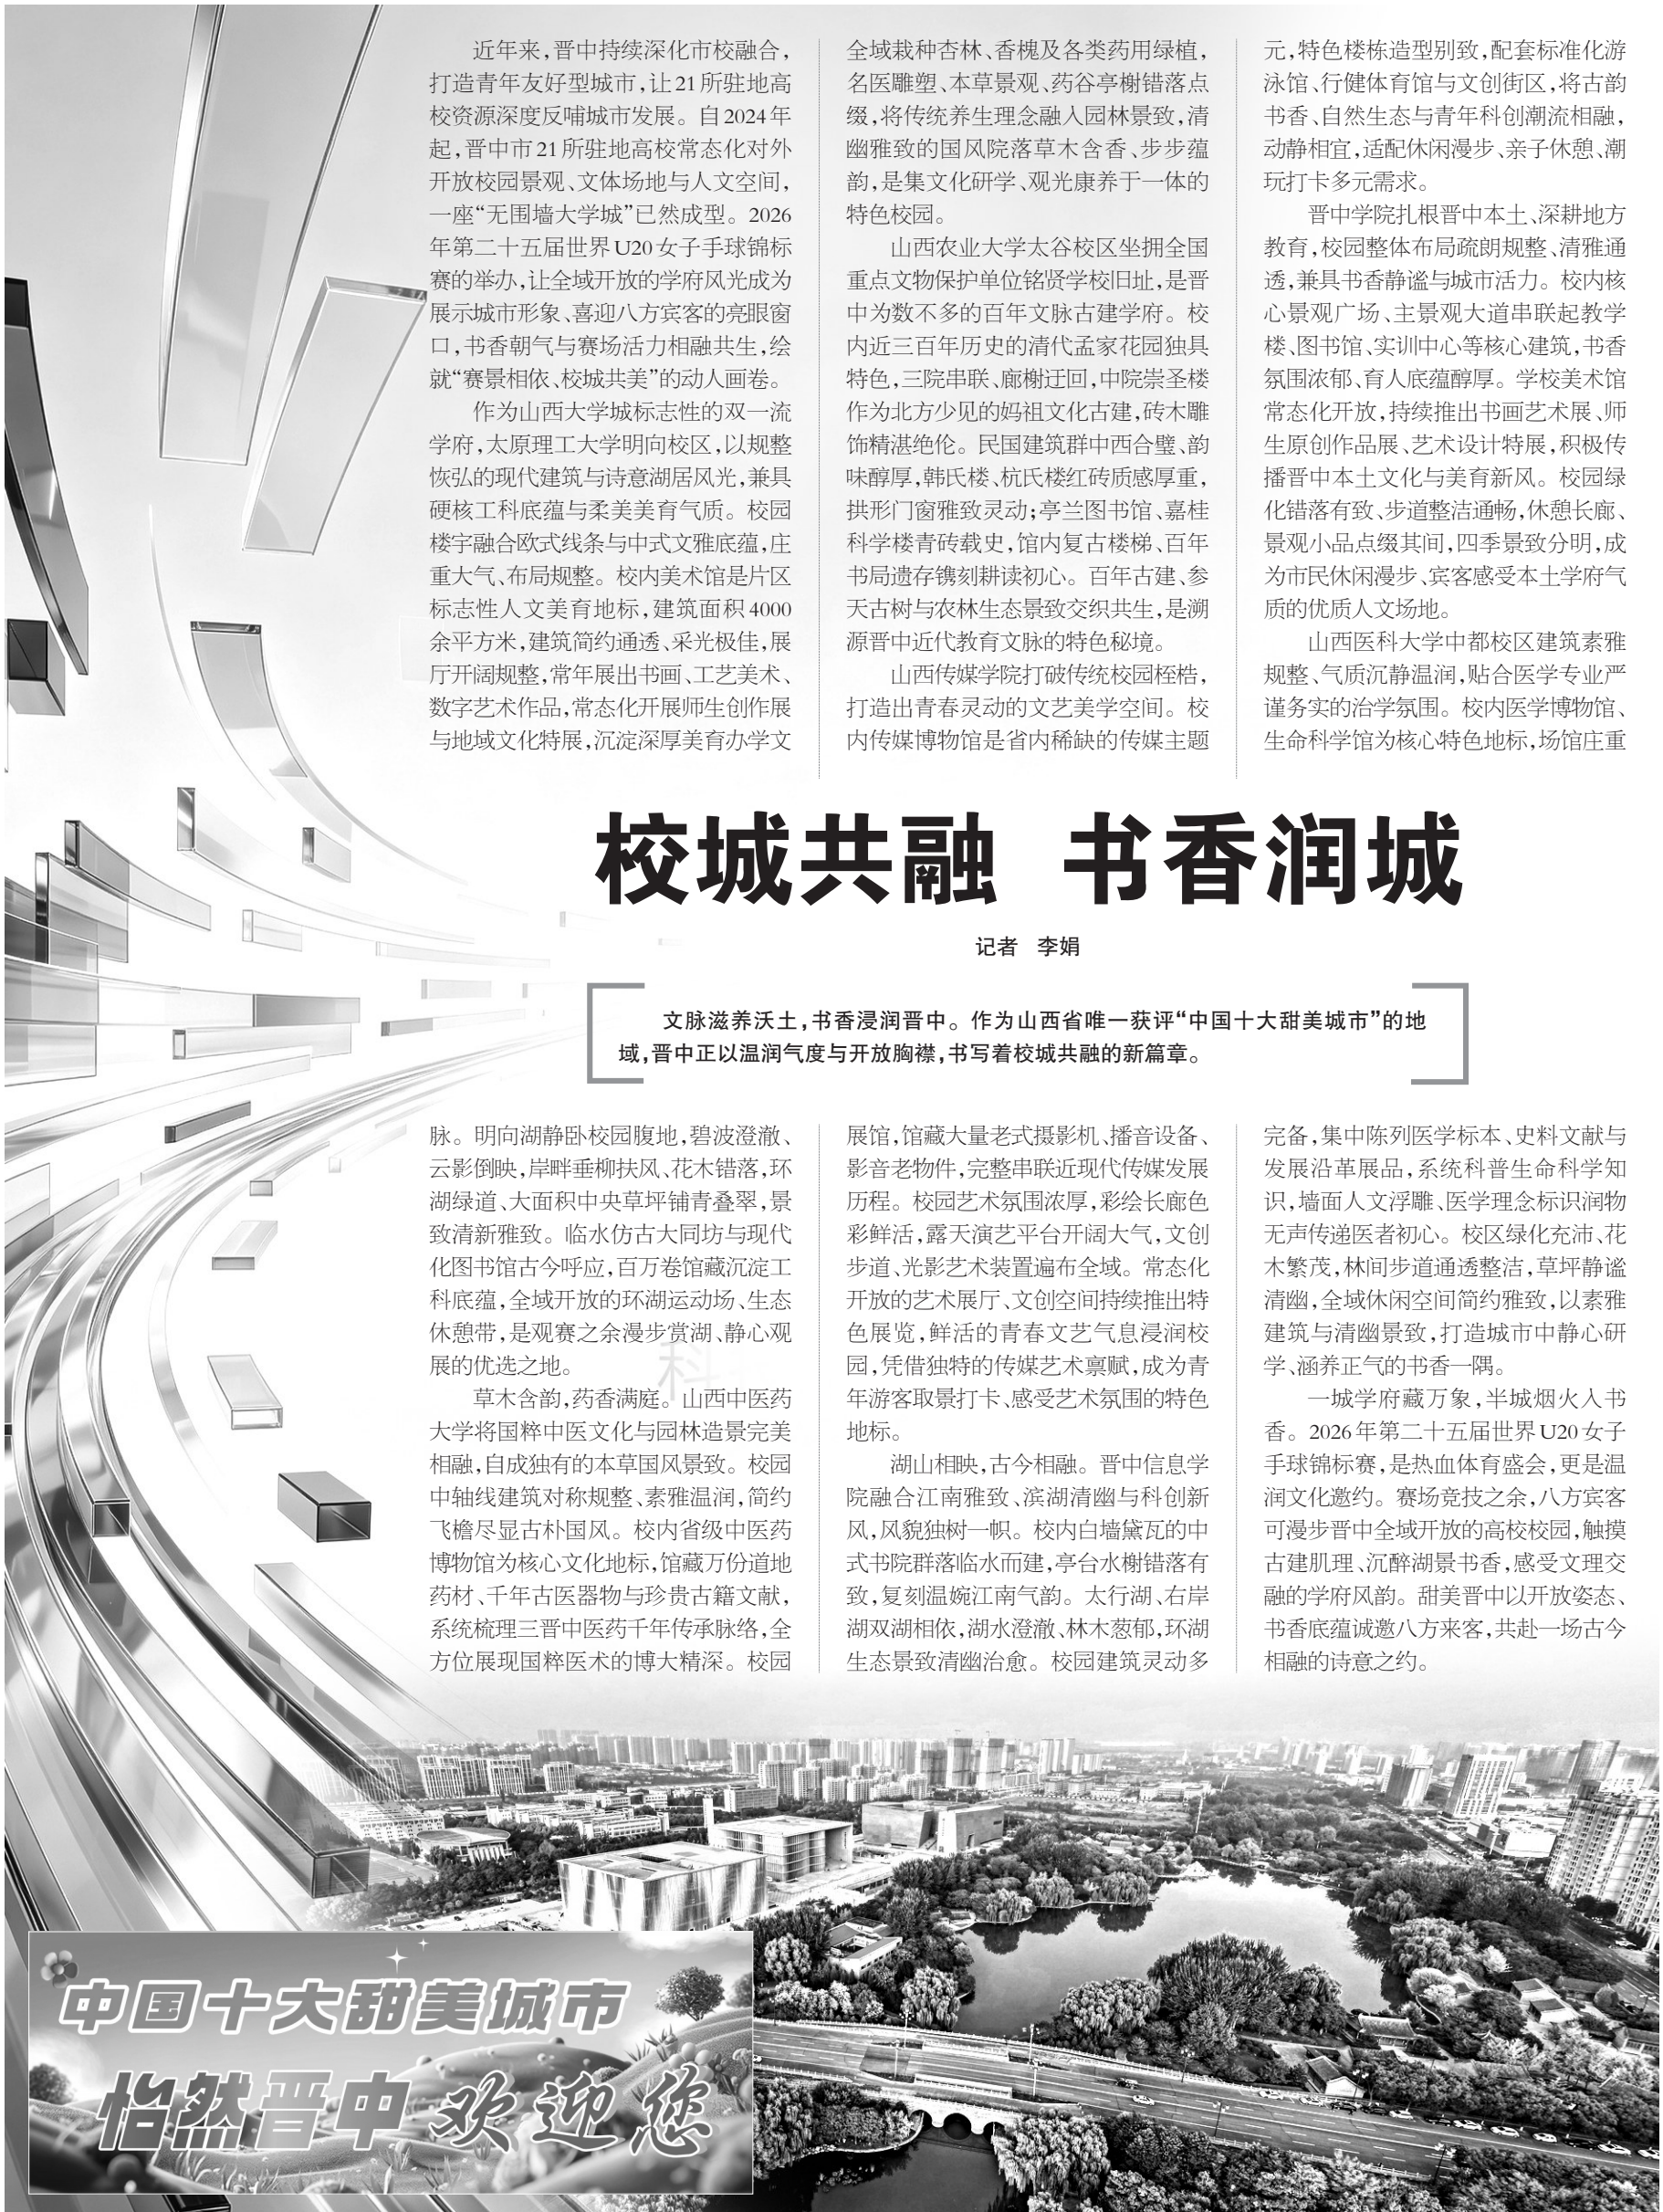 校城共融 书香润城
记者 李娟
文脉滋养沃土，书香浸润晋中。作为山西省唯一获评“中国十大甜美城市”的地
域，晋中正以温润气度与开放胸襟，书写着校城共融的新篇章。
近年来，晋中持续深化市校融合，
打造青年友好型城市，让21所驻地高
校资源深度反哺城市发展。自2024年
起，晋中市21所驻地高校常态化对外
开放校园景观、文体场地与人文空间，
一座“无围墙大学城”已然成型。2026
年第二十五届世界U20女子手球锦标
赛的举办，让全域开放的学府风光成为
展示城市形象、喜迎八方宾客的亮眼窗
口，书香朝气与赛场活力相融共生，绘
就“赛景相依、校城共美”的动人画卷。
作为山西大学城标志性的双一流
学府，太原理工大学明向校区，以规整
恢弘的现代建筑与诗意湖居风光，兼具
硬核工科底蕴与柔美美育气质。校园
楼宇融合欧式线条与中式文雅底蕴，庄
重大气、布局规整。校内美术馆是片区
标志性人文美育地标，建筑面积4000
余平方米，建筑简约通透、采光极佳，展
厅开阔规整，常年展出书画、工艺美术、
数字艺术作品，常态化开展师生创作展
与地域文化特展，沉淀深厚美育办学文
脉。明向湖静卧校园腹地，碧波澄澈、
云影倒映，岸畔垂柳扶风、花木错落，环
湖绿道、大面积中央草坪铺青叠翠，景
致清新雅致。临水仿古大同坊与现代
化图书馆古今呼应，百万卷馆藏沉淀工
科底蕴，全域开放的环湖运动场、生态
休憩带，是观赛之余漫步赏湖、静心观
展的优选之地。
科
草木含韵，药香满庭。山西中医药
大学将国粹中医文化与园林造景完美
相融，自成独有的本草国风景致。校园
中轴线建筑对称规整、素雅温润，简约
飞檐尽显古朴国风。校内省级中医药
博物馆为核心文化地标，馆藏万份道地
药材、千年古医器物与珍贵古籍文献，
系统梳理三晋中医药千年传承脉络，全
方位展现国粹医术的博大精深。校园
全域栽种杏林、香槐及各类药用绿植，
名医雕塑、本草景观、药谷亭榭错落点
缀，将传统养生理念融入园林景致，清
幽雅致的国风院落草木含香、步步蕴
韵，是集文化研学、观光康养于一体的
特色校园。
山西农业大学太谷校区坐拥全国
重点文物保护单位铭贤学校旧址，是晋
中为数不多的百年文脉古建学府。校
内近三百年历史的清代孟家花园独具
特色，三院串联、廊榭迂回，中院崇圣楼
作为北方少见的妈祖文化古建，砖木雕
饰精湛绝伦。民国建筑群中西合璧、韵
味醇厚，韩氏楼、杭氏楼红砖质感厚重，
拱形门窗雅致灵动；亭兰图书馆、嘉桂
科学楼青砖载史，馆内复古楼梯、百年
书局遗存镌刻耕读初心。百年古建、参
天古树与农林生态景致交织共生，是溯
源晋中近代教育文脉的特色秘境。
山西传媒学院打破传统校园桎梏，
打造出青春灵动的文艺美学空间。校
内传媒博物馆是省内稀缺的传媒主题
展馆，馆藏大量老式摄影机、播音设备、
影音老物件，完整串联近现代传媒发展
历程。校园艺术氛围浓厚，彩绘长廊色
彩鲜活，露天演艺平台开阔大气，文创
步道、光影艺术装置遍布全域。常态化
开放的艺术展厅、文创空间持续推出特
色展览，鲜活的青春文艺气息浸润校
园，凭借独特的传媒艺术禀赋，成为青
年游客取景打卡、感受艺术氛围的特色
地标。
湖山相映，古今相融。晋中信息学
院融合江南雅致、滨湖清幽与科创新
风，风貌独树一帜。校内白墙黛瓦的中
式书院群落临水而建，亭台水榭错落有
致，复刻温婉江南气韵。太行湖、右岸
湖双湖相依，湖水澄澈、林木葱郁，环湖
生态景致清幽治愈。校园建筑灵动多
元，特色楼栋造型别致，配套标准化游
泳馆、行健体育馆与文创街区，将古韵
书香、自然生态与青年科创潮流相融，
动静相宜，适配休闲漫步、亲子休憩、潮
玩打卡多元需求。
晋中学院扎根晋中本土、深耕地方
教育，校园整体布局疏朗规整、清雅通
透，兼具书香静谧与城市活力。校内核
心景观广场、主景观大道串联起教学
楼、图书馆、实训中心等核心建筑，书香
氛围浓郁、育人底蕴醇厚。学校美术馆
常态化开放，持续推出书画艺术展、师
生原创作品展、艺术设计特展，积极传
播晋中本土文化与美育新风。校园绿
化错落有致、步道整洁通畅，休憩长廊、
景观小品点缀其间，四季景致分明，成
为市民休闲漫步、宾客感受本土学府气
质的优质人文场地。
山西医科大学中都校区建筑素雅
规整、气质沉静温润，贴合医学专业严
谨务实的治学氛围。校内医学博物馆、
生命科学馆为核心特色地标，场馆庄重
完备，集中陈列医学标本、史料文献与
发展沿革展品，系统科普生命科学知
识，墙面人文浮雕、医学理念标识润物
无声传递医者初心。校区绿化充沛、花
木繁茂，林间步道通透整洁，草坪静谧
清幽，全域休闲空间简约雅致，以素雅
建筑与清幽景致，打造城市中静心研
学、涵养正气的书香一隅。
一城学府藏万象，半城烟火入书
香。2026年第二十五届世界U20女子
手球锦标赛，是热血体育盛会，更是温
润文化邀约。赛场竞技之余，八方宾客
可漫步晋中全域开放的高校校园，触摸
古建肌理、沉醉湖景书香，感受文理交
融的学府风韵。甜美晋中以开放姿态、
书香底蕴诚邀八方来客，共赴一场古今
相融的诗意之约。
中国十大甜美城市
怡然晋中 欢迎您